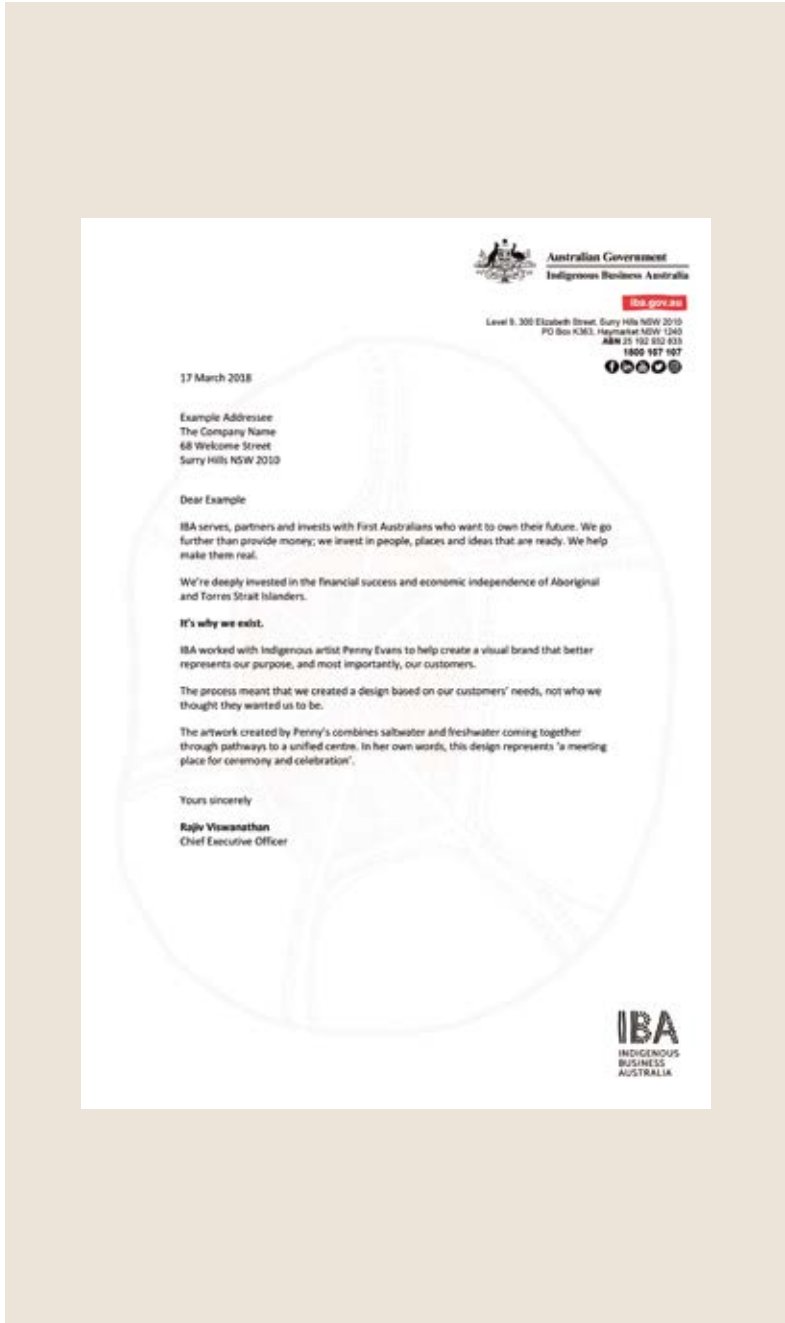 Australian Government
Indigenous Business Australia
iba.gov.au
Level 9, 300 Elizabeth Street, Surry Hills NSW 2010
PO Box K363, Haymarket NSW 1240
ABN 25 192 932 833
1800 107 107
17 March 2018
Example Addressee
The Company Name
68 Welcome Street
Surry Hills NSW 2010
Dear Example
IBA serves, partners and invests with First Australians who want to own their future. We go
further than provide money; we invest in people, places and ideas that are ready. We help
make them real.
We're deeply invested in the financial success and economic independence of Aboriginal
and Torres Strait Islanders.
It's why we exist.
IBA worked with Indigenous artist Penny Evans to help create a visual brand that better
represents our purpose, and most importantly, our customers.
The process meant that we created a design based on our customers' needs, not who we
thought they wanted us to be.
The artwork created by Penny's combines saltwater and freshwater coming together
through pathways to a unified centre. In her own words, this design represents 'a meeting
place for ceremony and celebration'.
Yours sincerely
Rajiv Viswanathan
Chief Executive Officer
IBA
INDIGENOUS
BUSINESS
AUSTRALIA